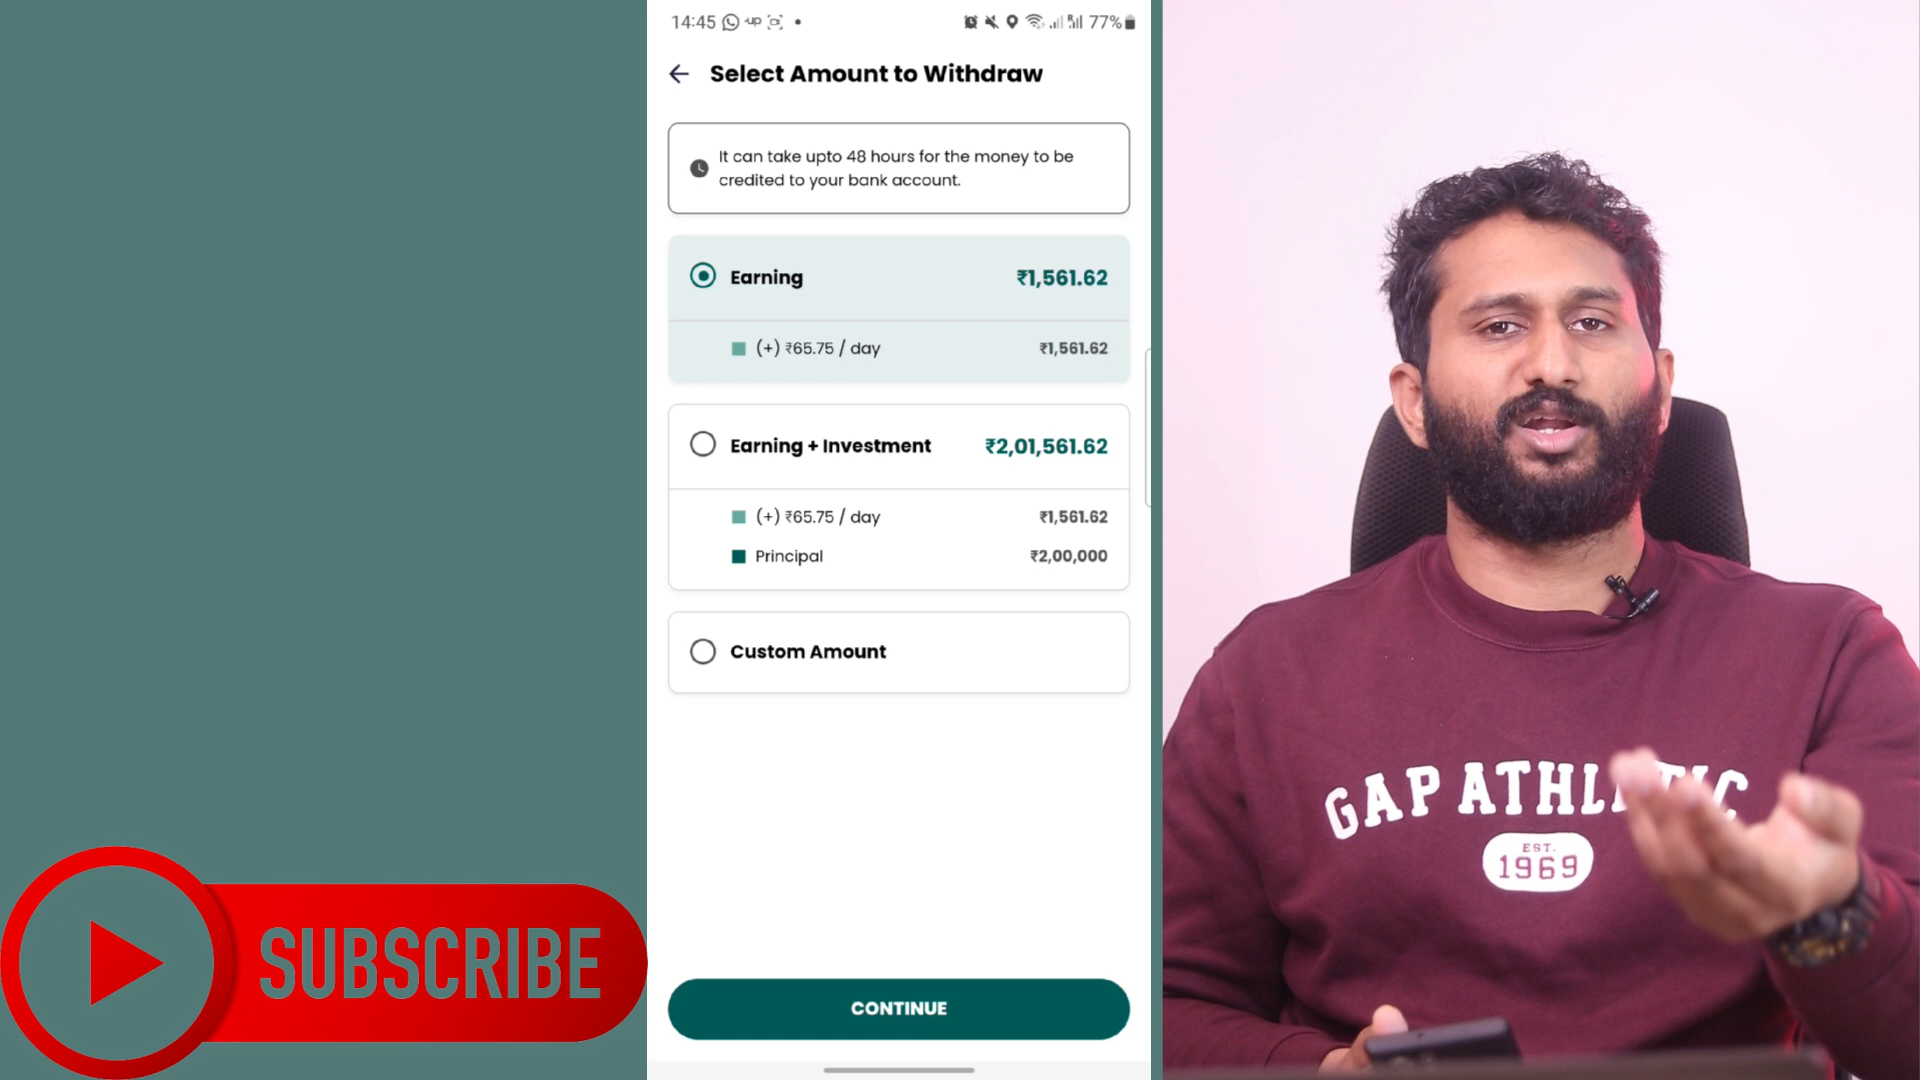 14:45
77%
Select Amount to Withdraw
It can take upto 48 hours for the money to be
credited to your bank account.
Earning ₹1,561.62
(+) ₹65.75 / day ₹1,561.62
Earning + Investment ₹2,01,561.62
(+) ₹65.75 / day ₹1,561.62
Principal ₹2,00,000
Custom Amount
CONTINUE
SUBSCRIBE
GAP ATHLETIC
EST.
1969